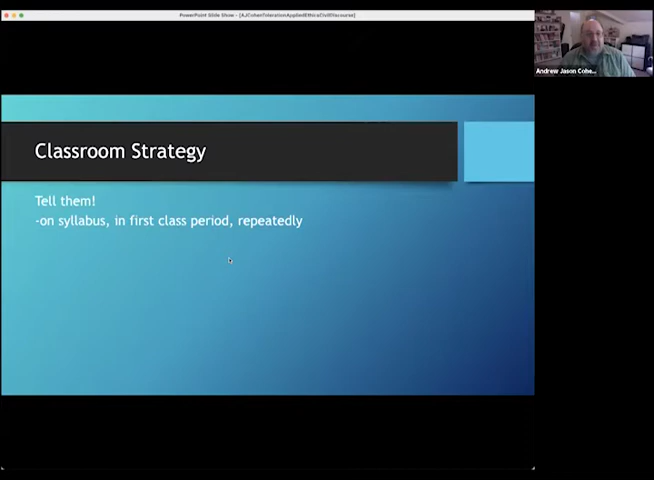 PowerPoint Slide Show - [AJCohenTolerationAppliedEthicsCivilDiscourse]
Andrew Jason Cohe...
Classroom Strategy
Tell them!
-on syllabus, in first class period, repeatedly